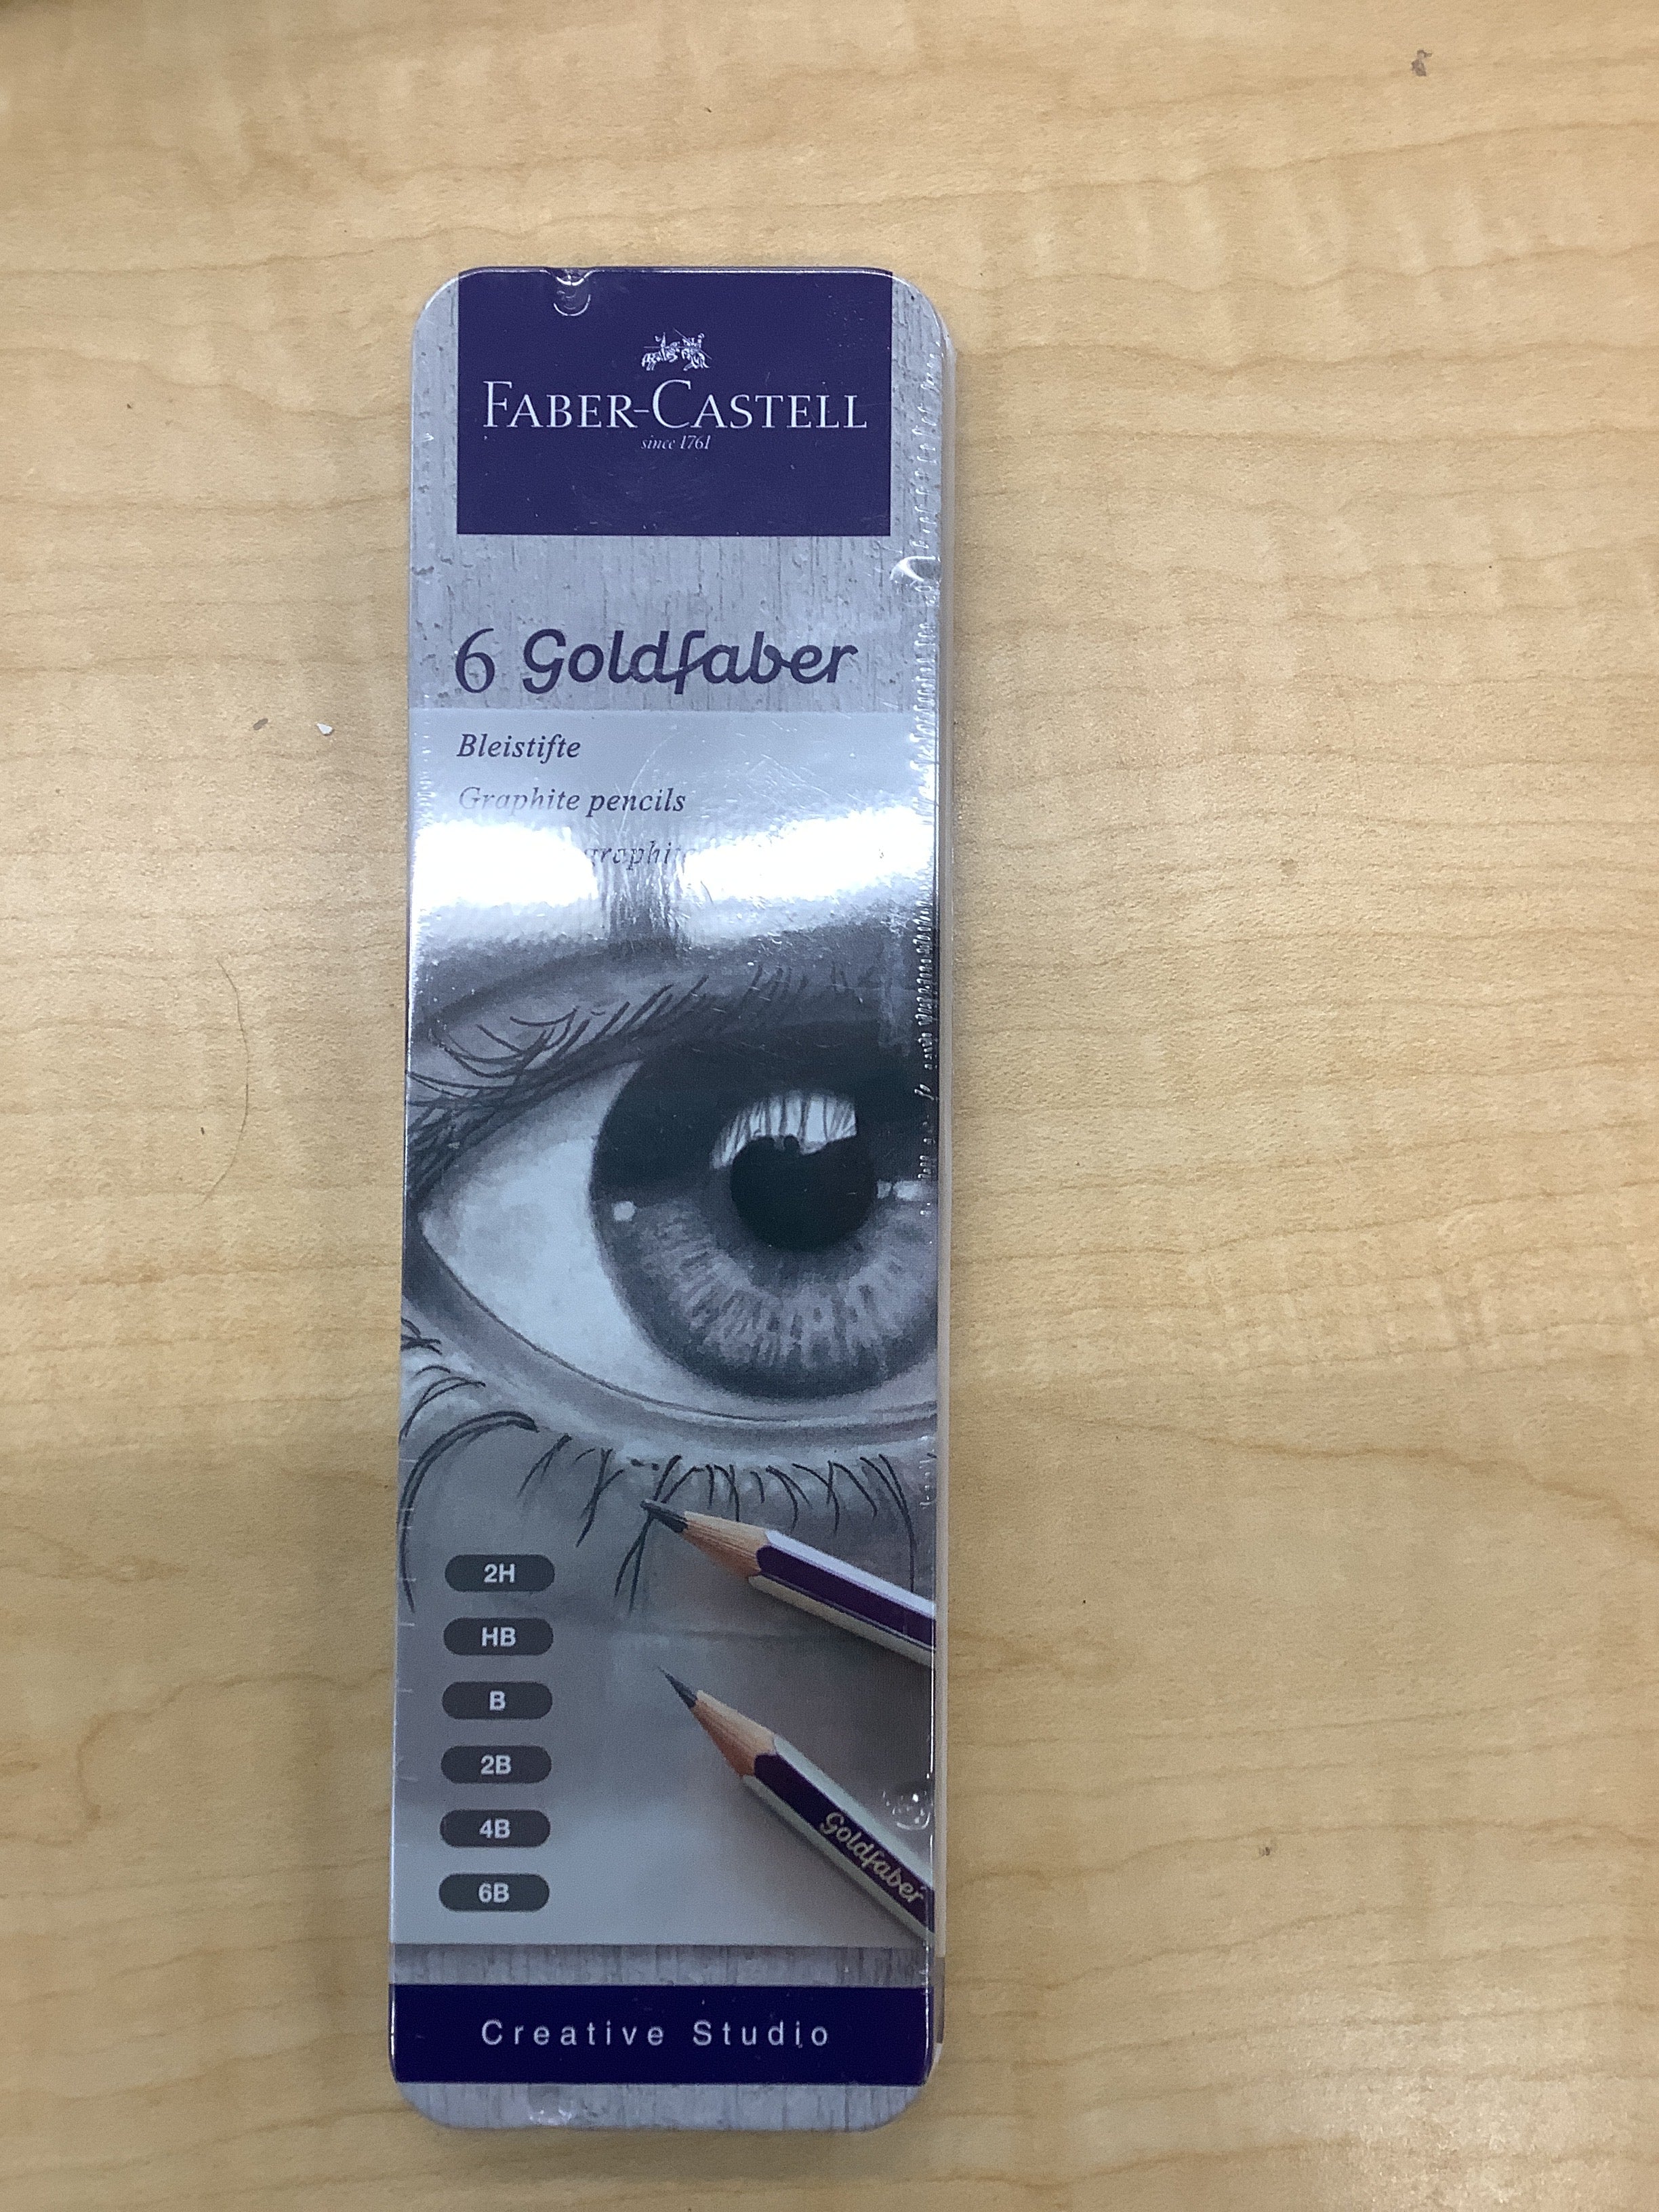 FABER-CASTELL
since 1761
6 Goldfaber
Bleistifte
Graphite pencils
2H
HB
B
2B
4B
6B
Goldfaber
Creative Studio